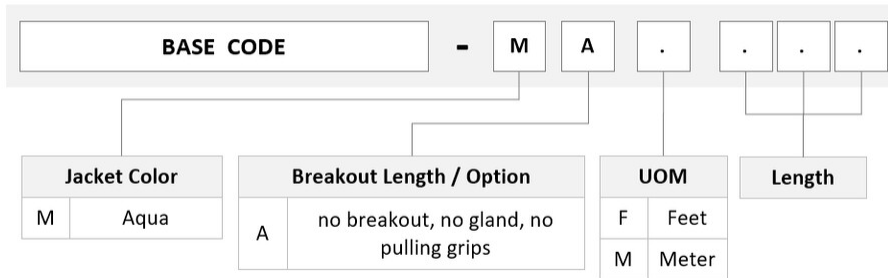 BASE CODE - M A . . . .
Jacket Color
M Aqua
Breakout Length / Option
A no breakout, no gland, no
pulling grips
UOM
F Feet
M Meter
Length